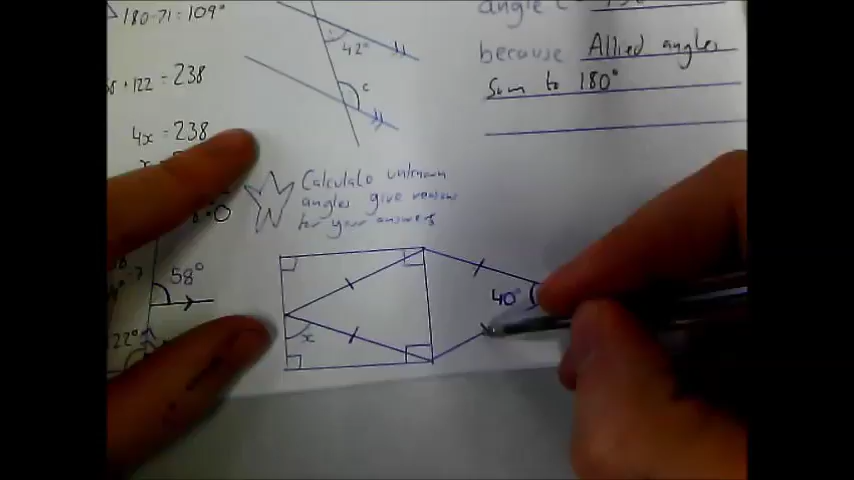 180-71 = 109°
angle c
42°
because Allied angles
c
Sum to 180°
122 = 238
4x = 238
Calculate unknown
angles give reasons
for your answers
58°
40°
x
22°